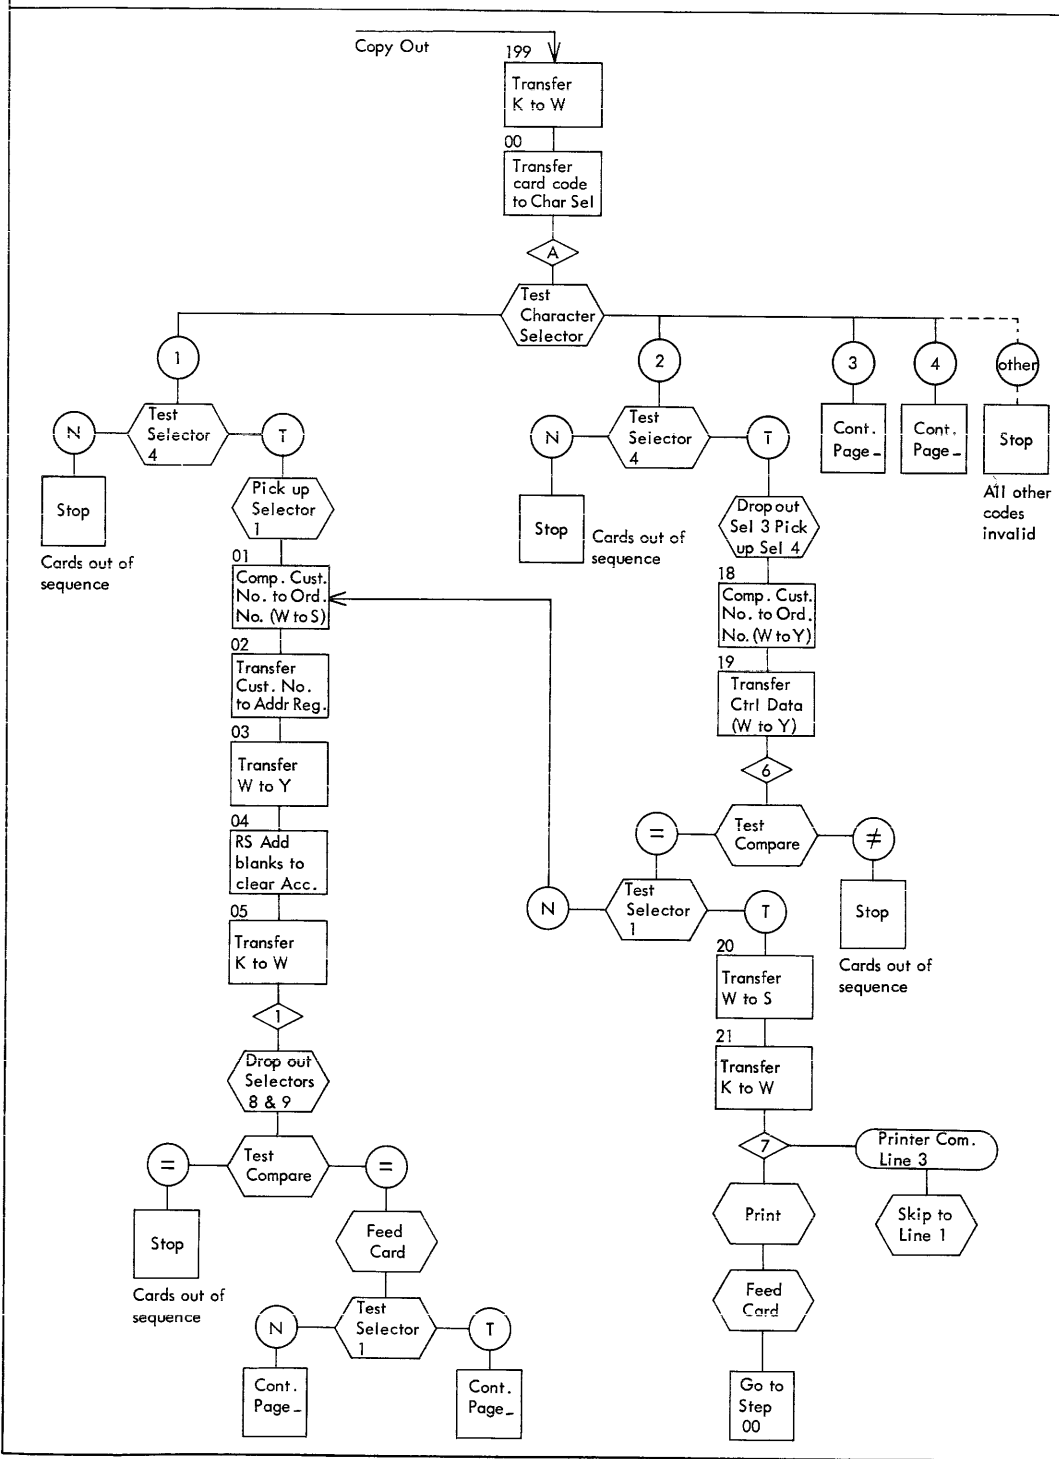 Copy Out
199
Transfer
K to W
00
Transfer
card code
to Char Sel
A
Test
Character
Selector
1
2
3
4
other
N
Test
Selector
4
T
N
Test
Selector
4
T
Cont.
Page_
Cont.
Page_
Stop
All other
codes
invalid
Stop
Cards out of
sequence
Pick up
Selector
1
Stop
Cards out of
sequence
Drop out
Sel 3 Pick
up Sel 4
01
Comp. Cust.
No. to Ord.
No. (W to S)
02
Transfer
Cust. No.
to Addr Reg.
03
Transfer
W to Y
04
RS Add
blanks to
clear Acc.
05
Transfer
K to W
1
Drop out
Selectors
8 & 9
=
Test
Compare
=
Stop
Cards out of
sequence
Feed
Card
N
Test
Selector
1
T
Cont.
Page_
Cont.
Page_
18
Comp. Cust.
No. to Ord.
No. (W to Y)
19
Transfer
Ctrl Data
(W to Y)
6
=
Test
Compare
≠
N
Test
Selector
1
T
Stop
Cards out of
sequence
20
Transfer
W to S
21
Transfer
K to W
7
Printer Com.
Line 3
Print
Skip to
Line 1
Feed
Card
Go to
Step
00